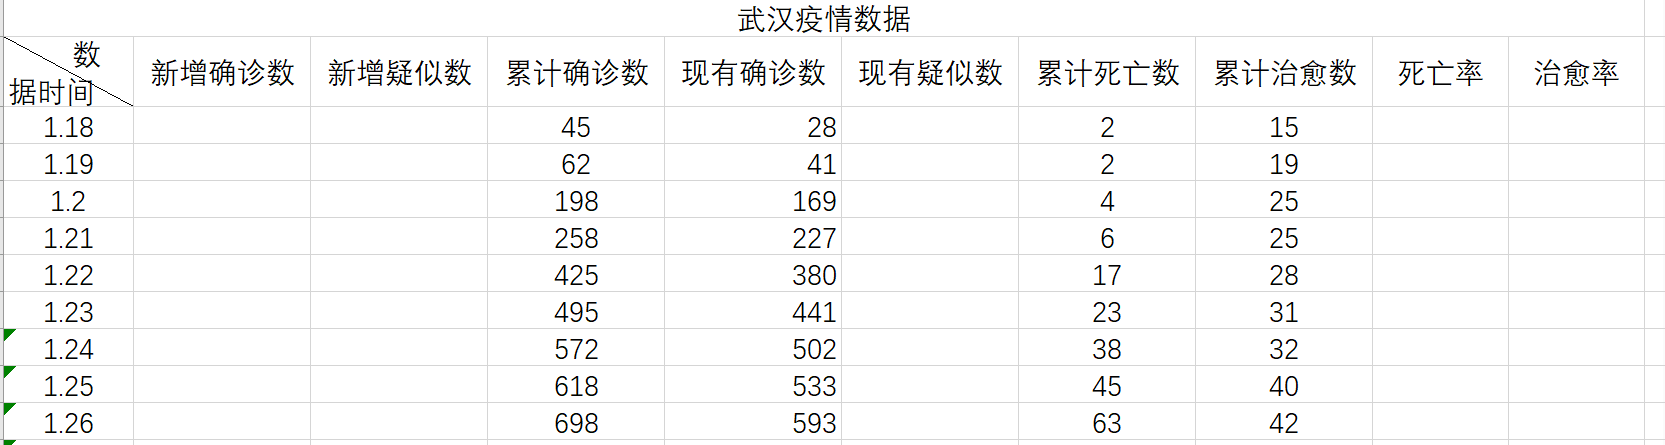 武汉疫情数据
数
据时间 新增确诊数 新增疑似数 累计确诊数 现有确诊数 现有疑似数 累计死亡数 累计治愈数 死亡率 治愈率
1.18 45 28 2 15
1.19 62 41 2 19
1.2 198 169 4 25
1.21 258 227 6 25
1.22 425 380 17 28
1.23 495 441 23 31
1.24 572 502 38 32
1.25 618 533 45 40
1.26 698 593 63 42